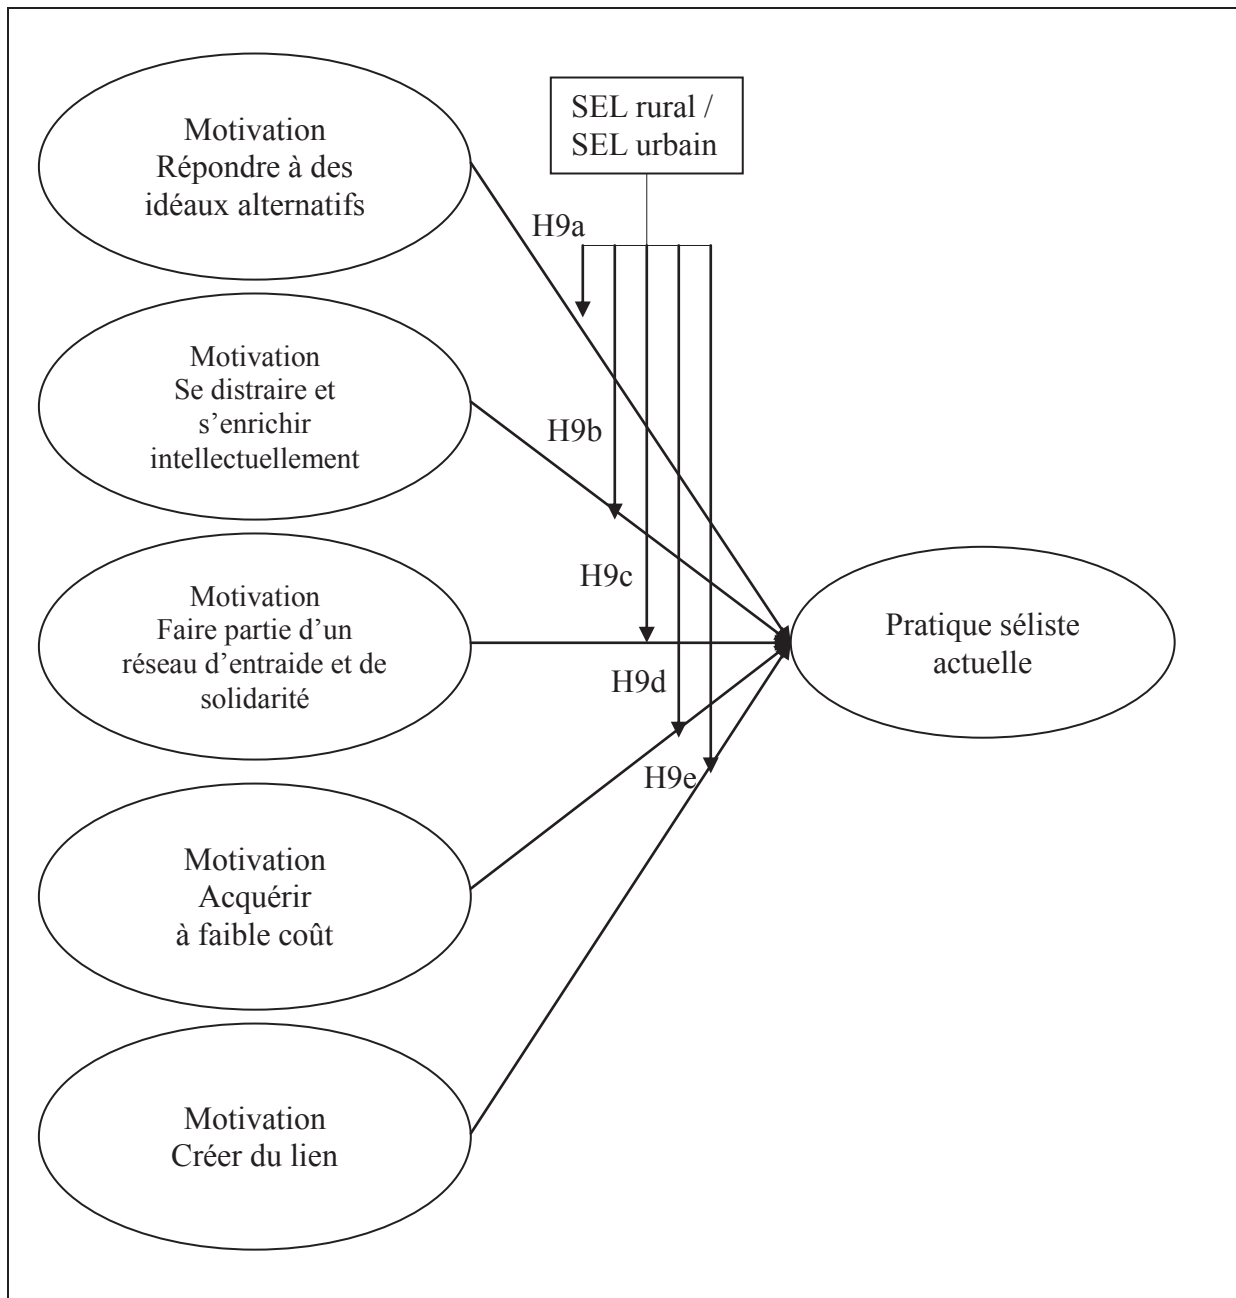 Motivation
Répondre à des
idéaux alternatifs
SEL rural /
SEL urbain
H9a
Motivation
Se distraire et
s’enrichir
intellectuellement
H9b
Motivation
Faire partie d’un
réseau d’entraide et de
solidarité
H9c
Pratique séliste
actuelle
H9d
H9e
Motivation
Acquérir
à faible coût
Motivation
Créer du lien